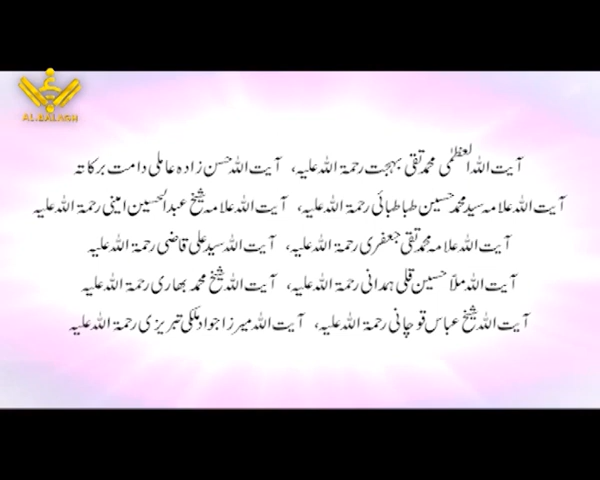 AL.BALAGH
آیت اللہ العظمٰی محمد تقی بہجت رحمۃ اللہ علیہ، آیت اللہ حسن زادہ عاملی دامت برکاتہ
آیت اللہ علامہ سید محمد حسین طباطبائی رحمۃ اللہ علیہ، آیت اللہ علامہ شیخ عبدالحسین امینی رحمۃ اللہ علیہ
آیت اللہ علامہ محمد تقی جعفری رحمۃ اللہ علیہ، آیت اللہ سید علی قاضی رحمۃ اللہ علیہ
آیت اللہ ملّا حسین قلی ہمدانی رحمۃ اللہ علیہ، آیت اللہ شیخ محمد بھاری رحمۃ اللہ علیہ
آیت اللہ شیخ عباس قوچانی رحمۃ اللہ علیہ، آیت اللہ میرزا جواد ملکی تبریزی رحمۃ اللہ علیہ